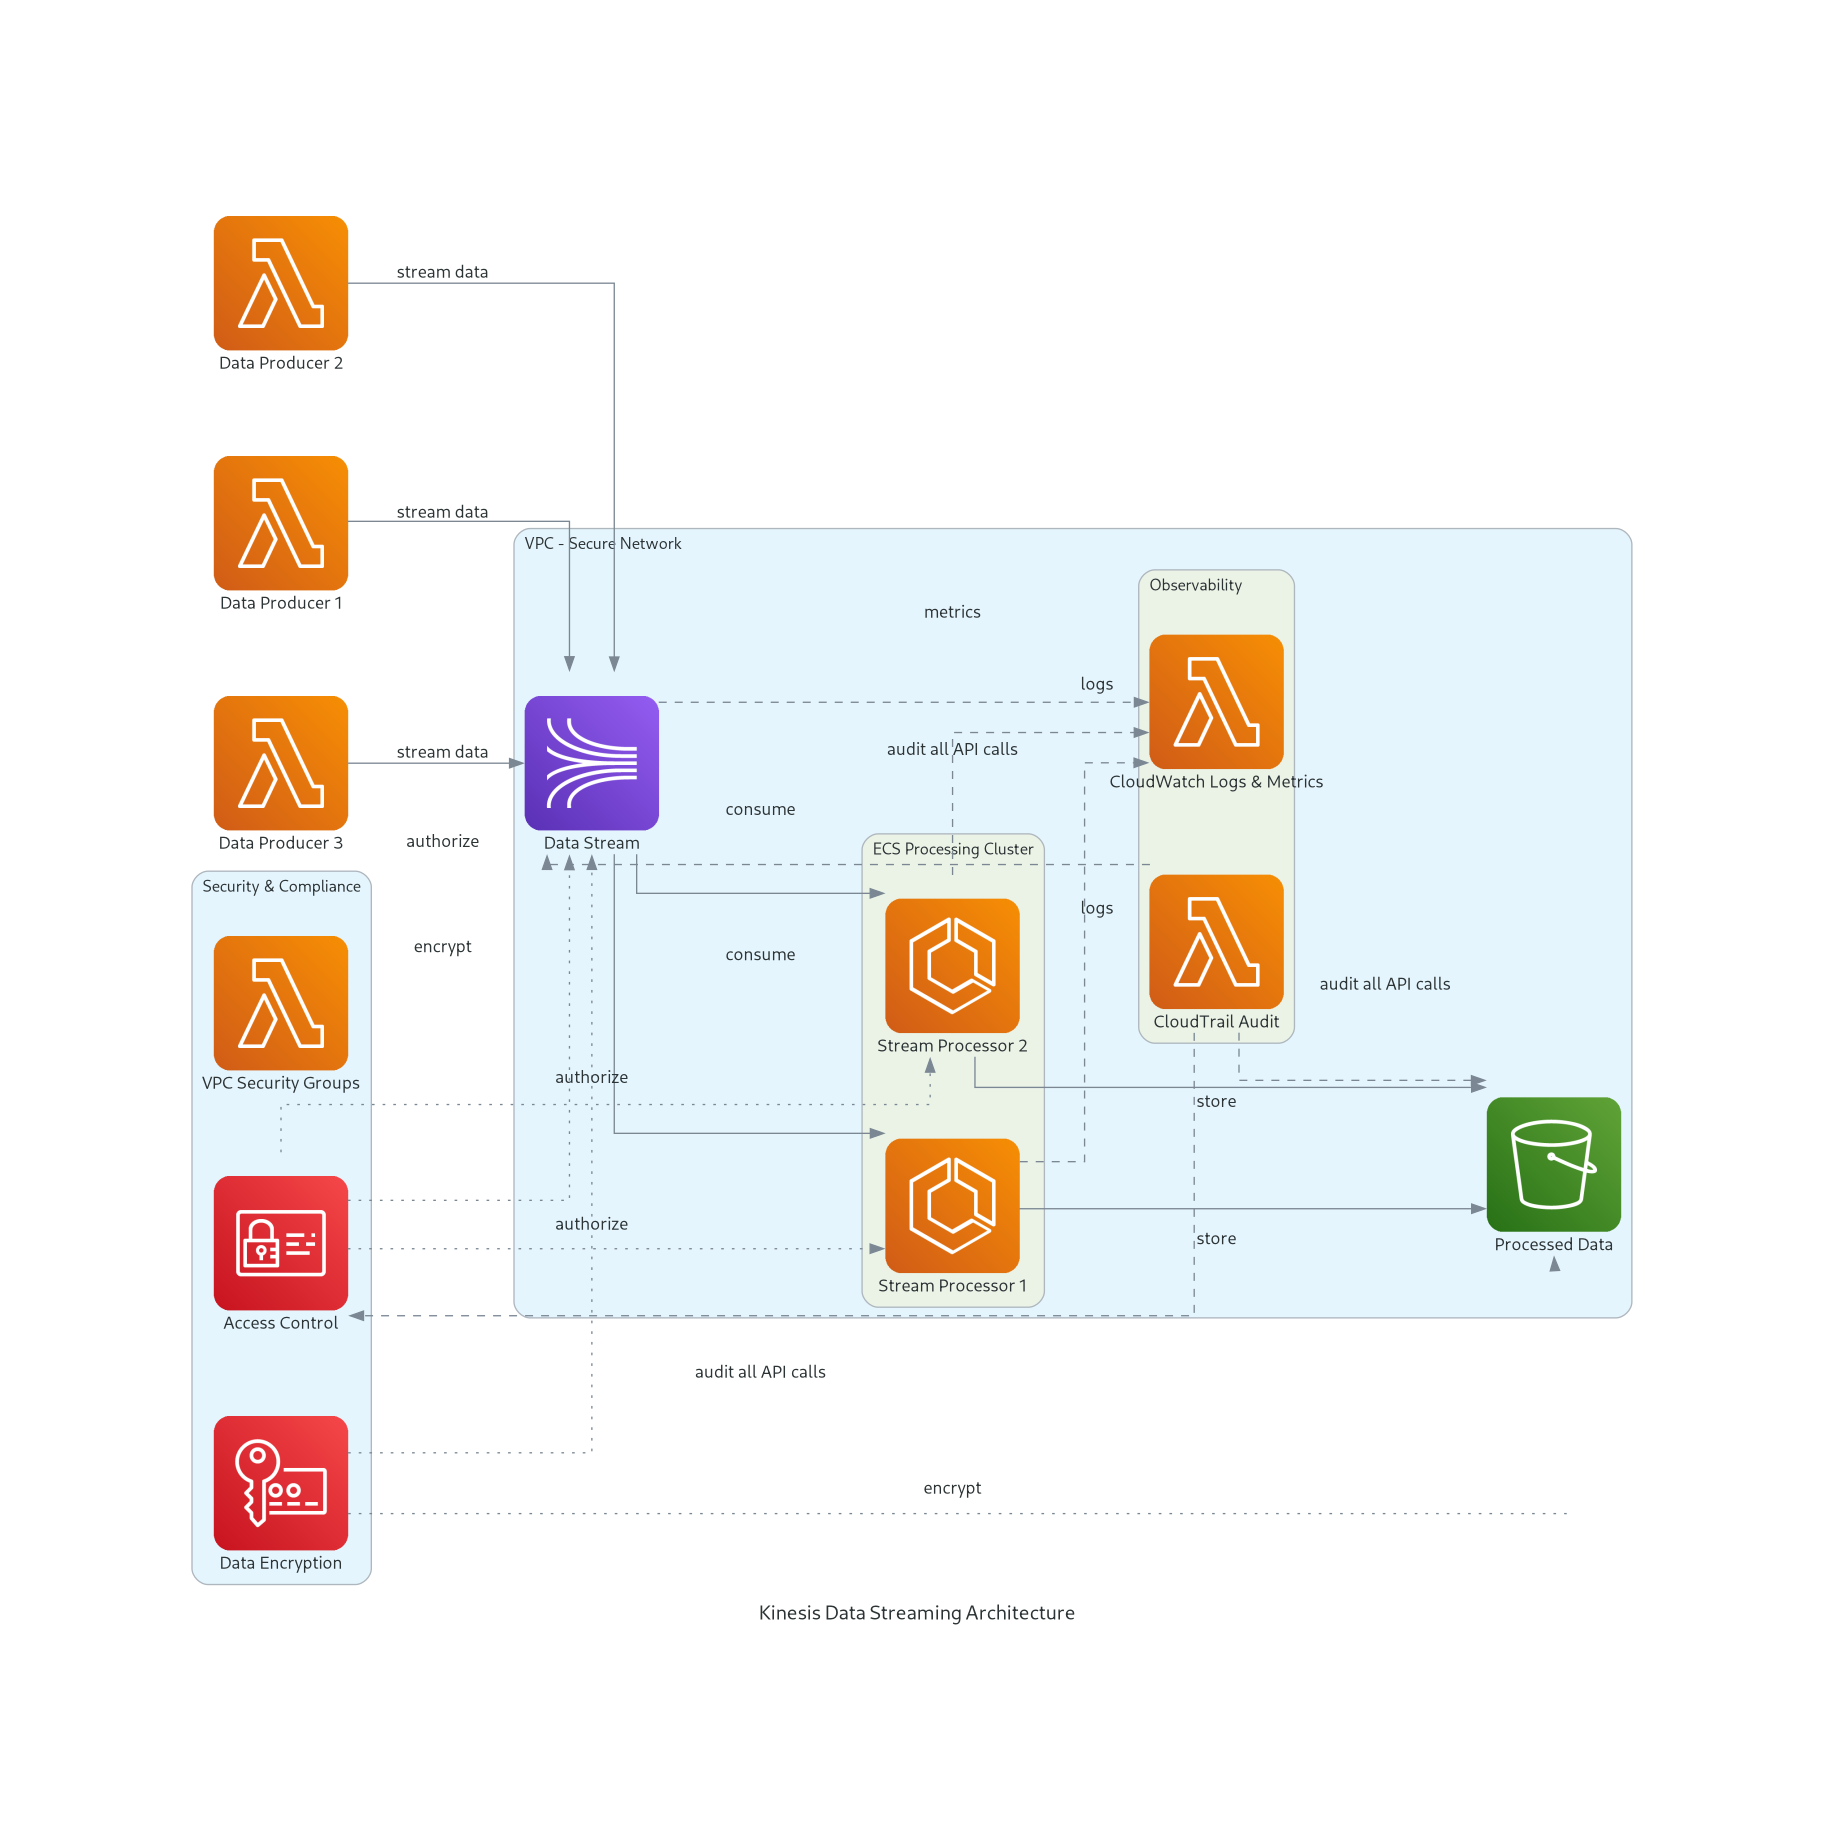 stream data
Data Producer 2
stream data
Data Producer 1
VPC - Secure Network
Observability
metrics
logs
stream data
audit all API calls
CloudWatch Logs & Metrics
consume
Data Producer 3
authorize
Data Stream
ECS Processing Cluster
Security & Compliance
logs
encrypt
consume
audit all API calls
CloudTrail Audit
Stream Processor 2
VPC Security Groups
authorize
store
authorize
store
Processed Data
Stream Processor 1
Access Control
audit all API calls
encrypt
Data Encryption
Kinesis Data Streaming Architecture